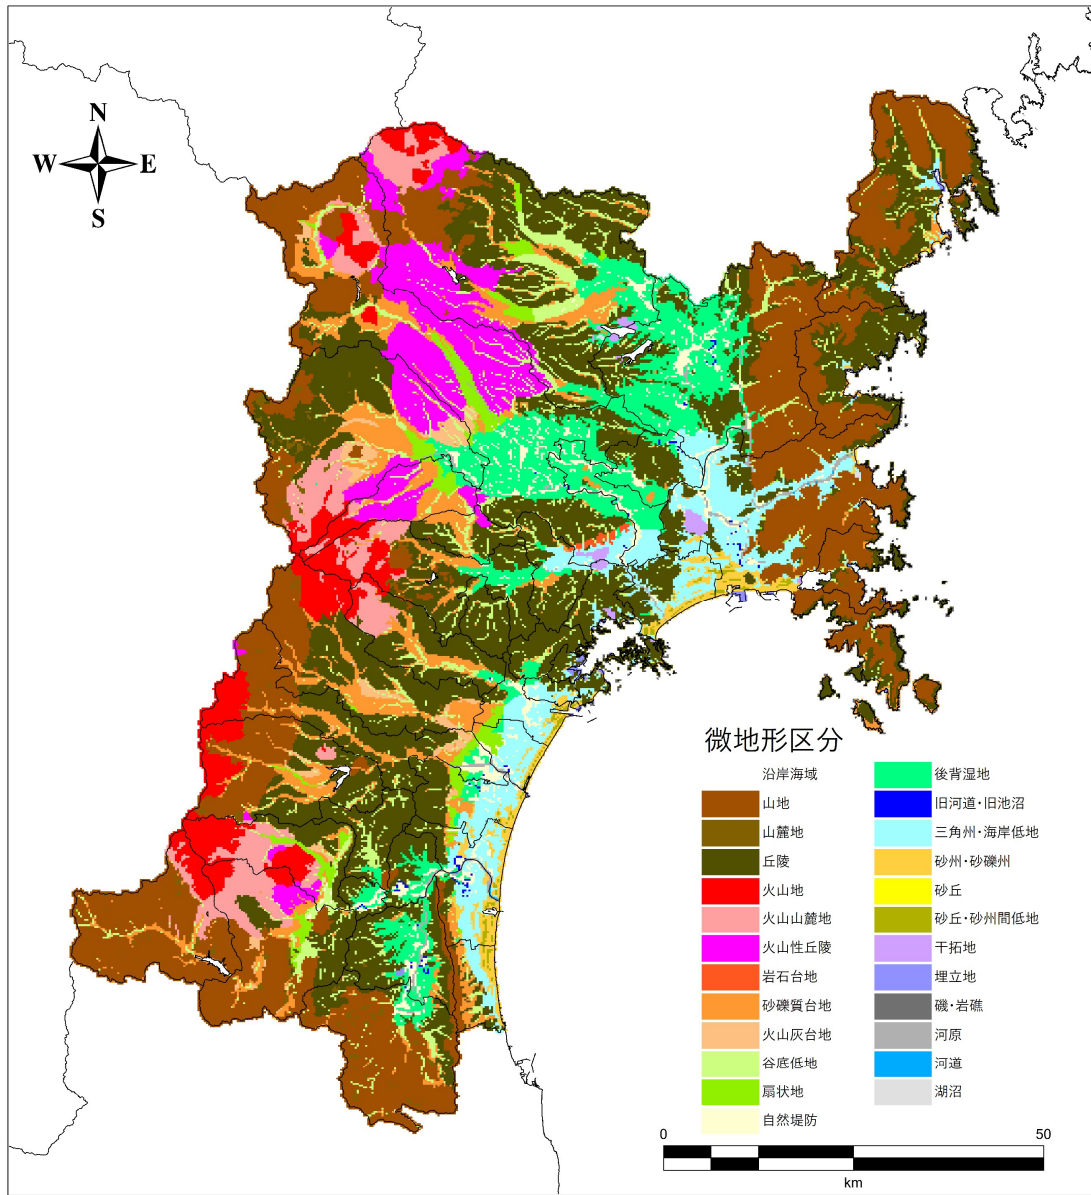 N
W E
S
微地形区分
沿岸海域
山地
山麓地
丘陵
火山地
火山山麓地
火山性丘陵
岩石台地
砂礫質台地
火山灰台地
谷底低地
扇状地
自然堤防
後背湿地
旧河道・旧池沼
三角州・海岸低地
砂州・砂礫州
砂丘
砂丘・砂州間低地
干拓地
埋立地
磯・岩礁
河原
河道
湖沼
0 50
km